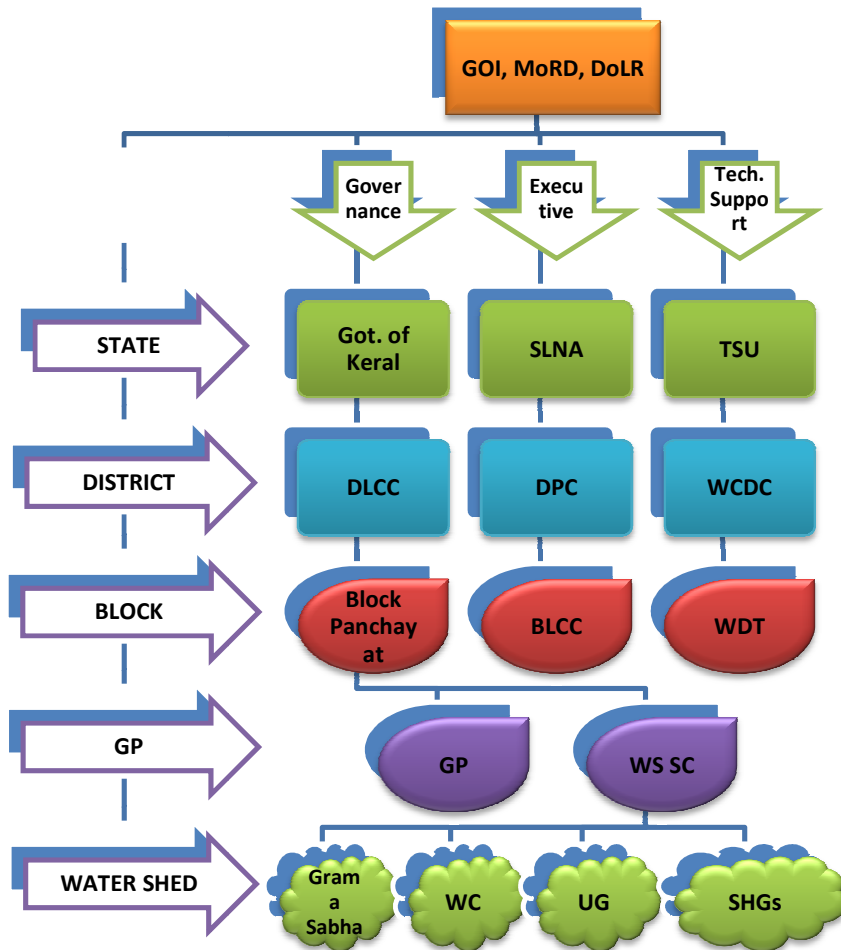 GOI, MoRD, DoLR
Gover
nance
Execu
tive
Tech.
Suppo
rt
STATE
Got. of
Keral
SLNA
TSU
DISTRICT
DLCC
DPC
WCDC
BLOCK
Block
Panchay
at
BLCC
WDT
GP
GP
WS SC
WATER SHED
Gram
a
Sabha
WC
UG
SHGs